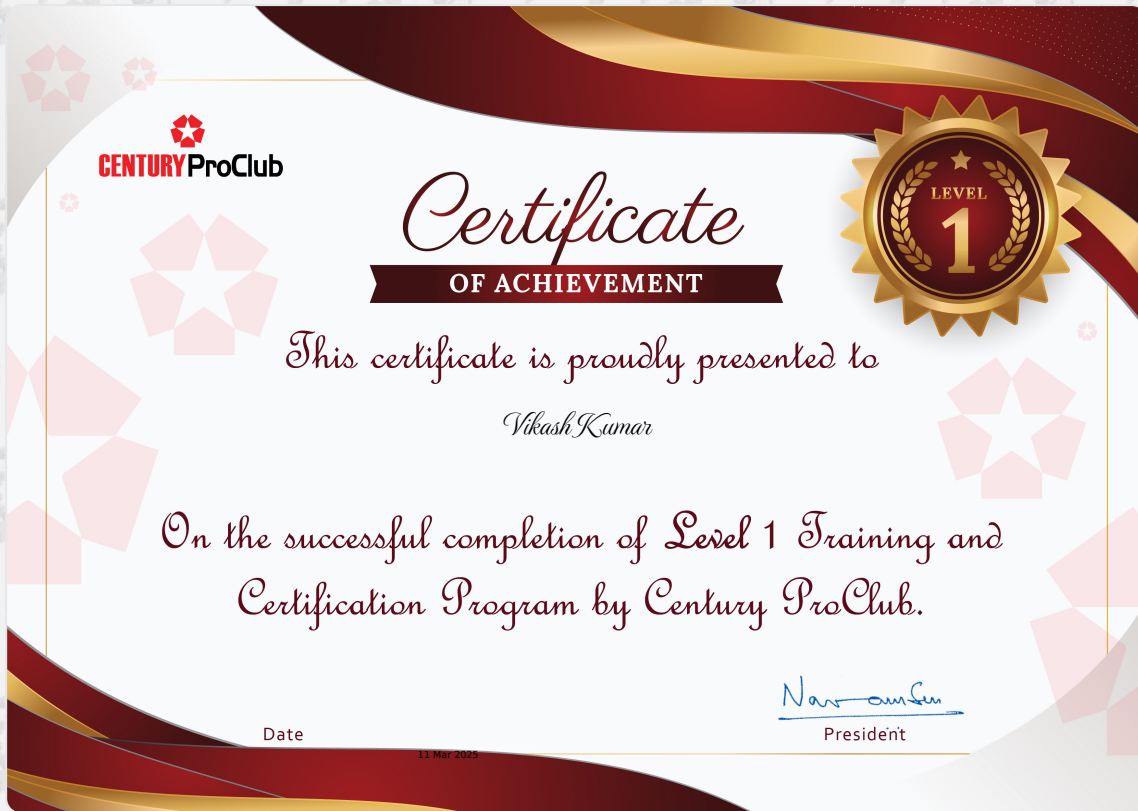 CENTURY ProClub
LEVEL
1
Certificate
OF ACHIEVEMENT
This certificate is proudly presented to
Vikash Kumar
On the successful completion of Level 1 Training and
Certification Program by Century ProClub.
Date
President
11 Mar 2025